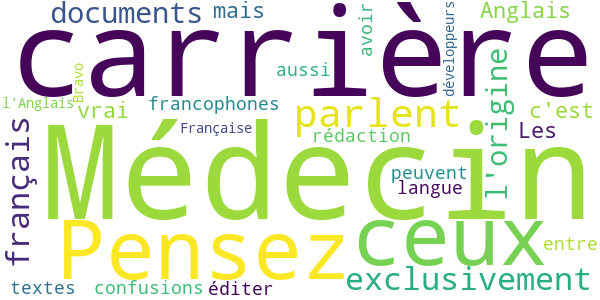 documents mais avoir développeurs Anglais
carrière
aussi
l'Anglais Bravo vrai francophones parlent l'origine c'est
français Française rédaction Les
Médecin
peuvent
langue
Pensez ceux entre
exclusivement
textes confusions éditer